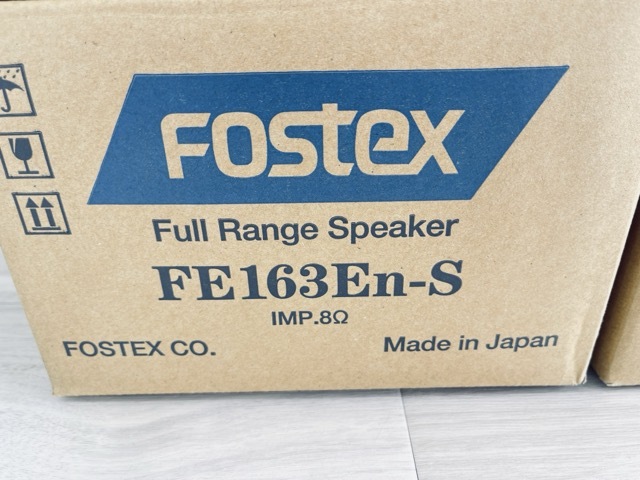 Fostex
Full Range Speaker
FE163En-S
IMP.8Ω
FOSTEX CO.
Made in Japan